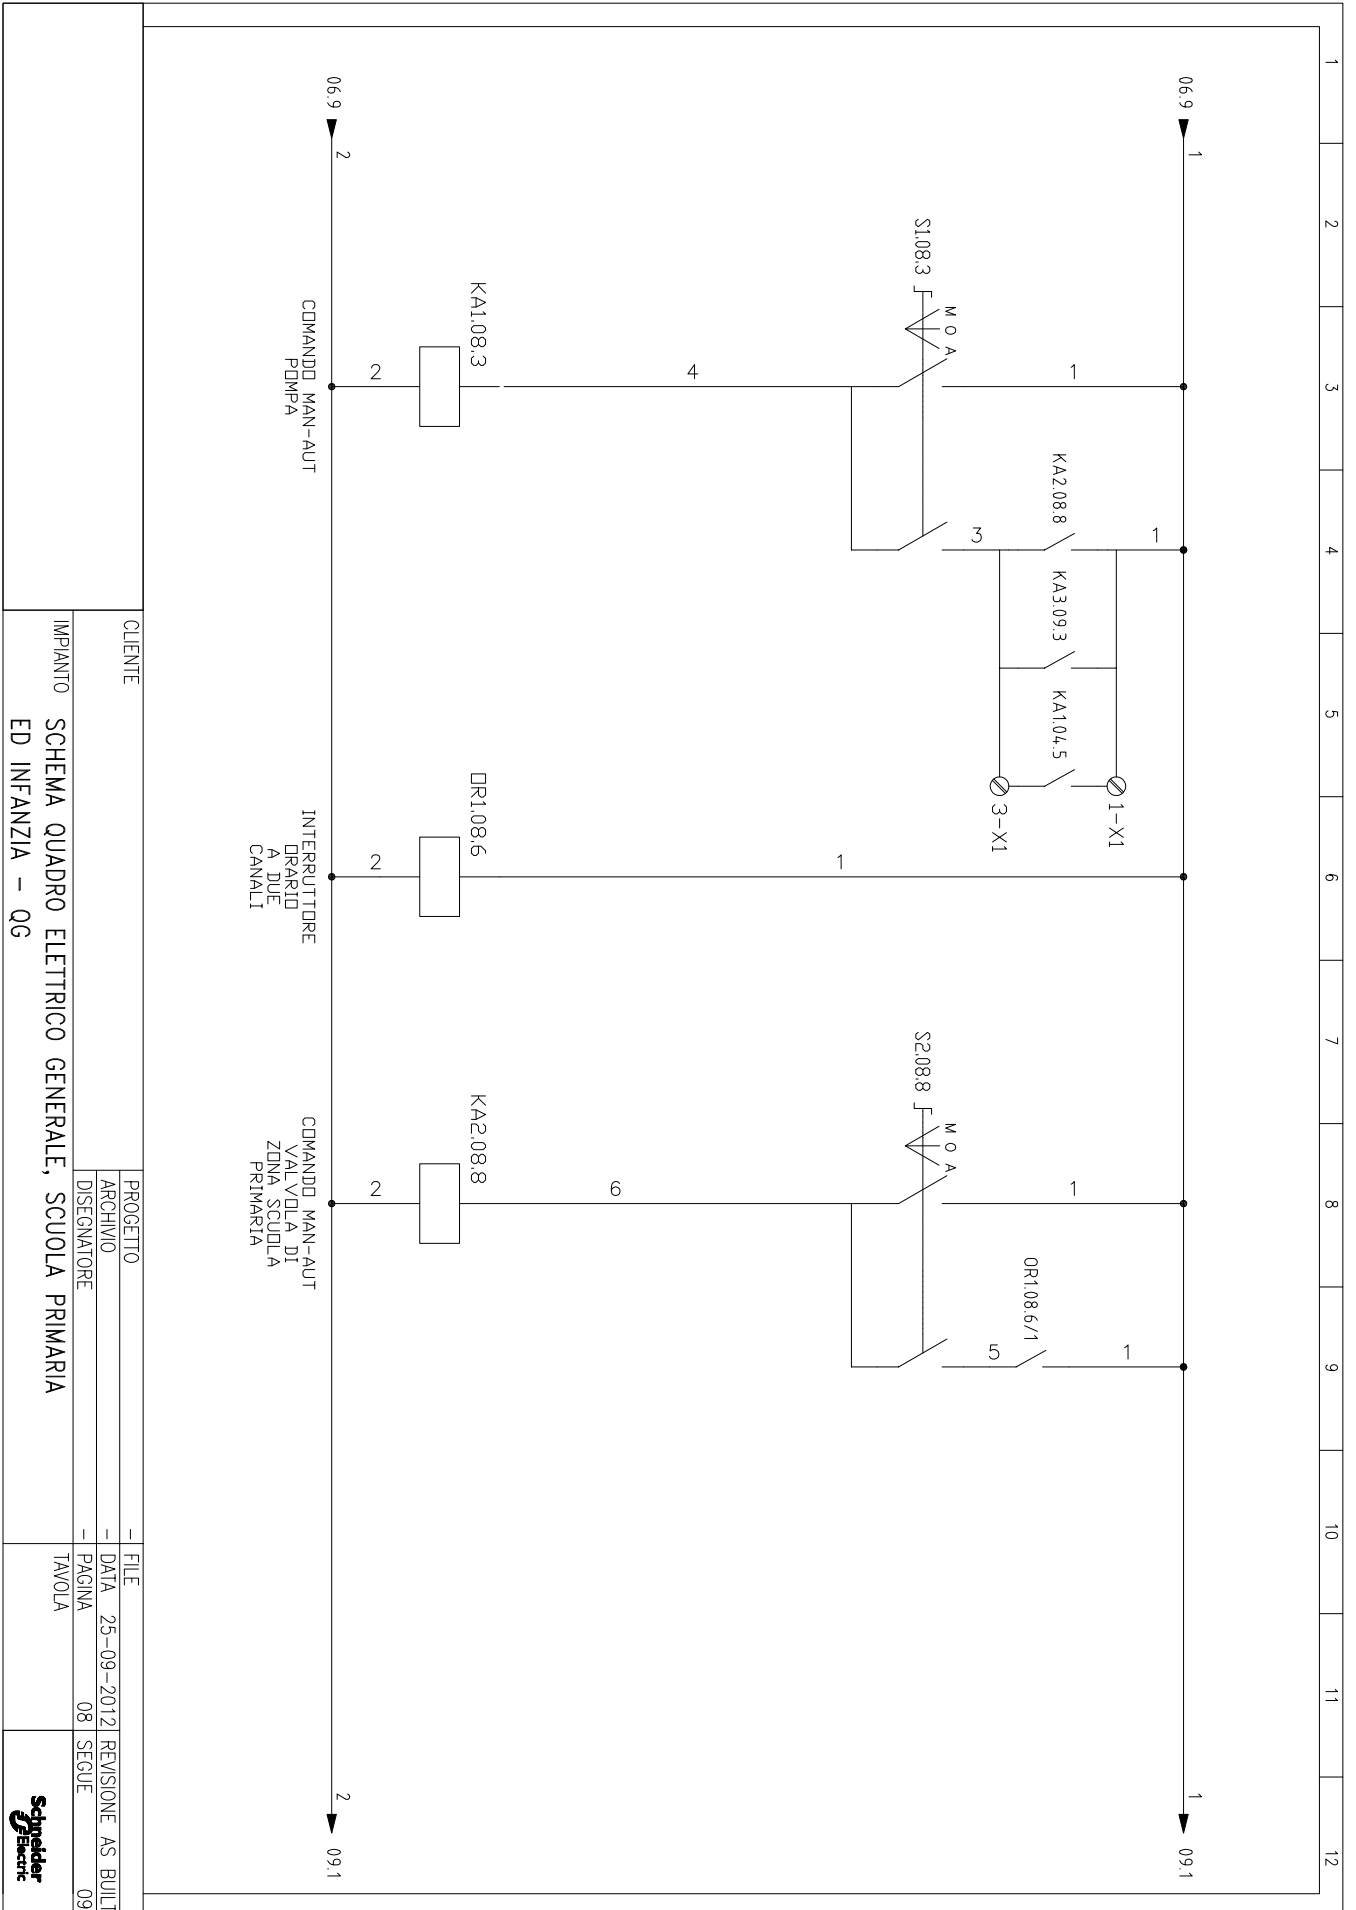 1 2 3 4 5 6 7 8 9 10 11 12
06.9 1 1 09.1
1 1 1 1 1
KA2.08.8 KA3.09.3 KA1.04.5
1-X1
3-X1
3
OR1.08.6/1
5
S1.08.3
M O A
S2.08.8
M O A
4 1 6
KA1.08.3
OR1.08.6
KA2.08.8
2 2 2
06.9 2 2 09.1
COMANDO MAN-AUT
POMPA
INTERRUTTORE
ORARIO
A DUE
CANALI
COMANDO MAN-AUT
VALVOLA DI
ZONA SCUOLA
PRIMARIA
CLIENTE
PROGETTO -
FILE
ARCHIVIO -
DATA 25-09-2012
REVISIONE AS BUILT
DISEGNATORE -
PAGINA 08
SEGUE 09
IMPIANTO SCHEMA QUADRO ELETTRICO GENERALE, SCUOLA PRIMARIA
ED INFANZIA - QG
TAVOLA
Schneider
Electric